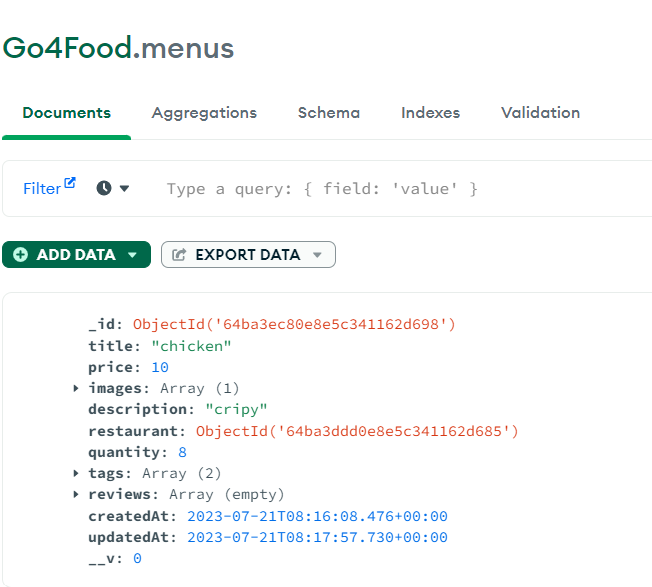 Go4Food.menus
Documents Aggregations Schema Indexes Validation
Filter Type a query: { field: 'value' }
ADD DATA EXPORT DATA
_id: ObjectId('64ba3ec80e8e5c341162d698')
title: "chicken"
price: 10
images: Array (1)
description: "cripy"
restaurant: ObjectId('64ba3ddd0e8e5c341162d685')
quantity: 8
tags: Array (2)
reviews: Array (empty)
createdAt: 2023-07-21T08:16:08.476+00:00
updatedAt: 2023-07-21T08:17:57.730+00:00
__v: 0